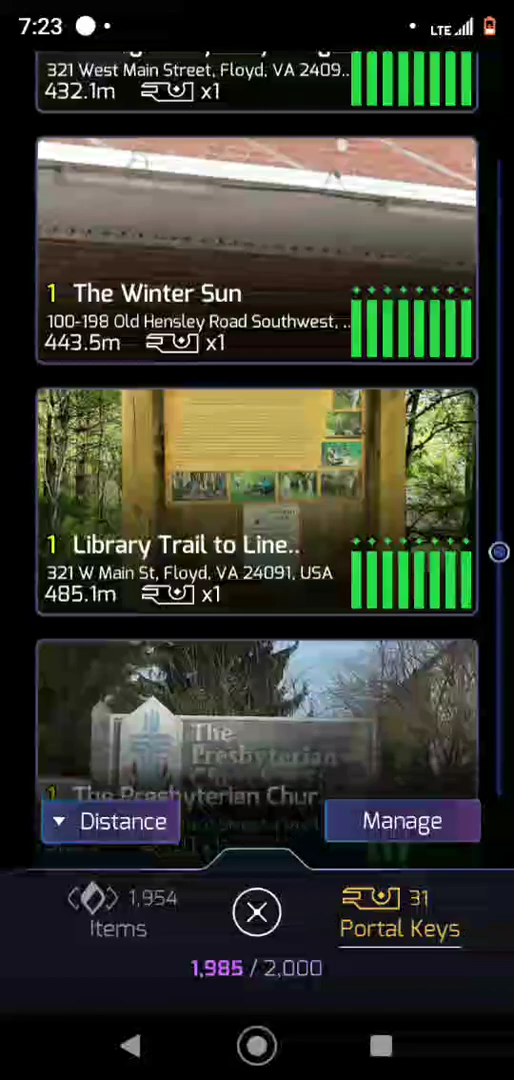 7:23
LTE
321 West Main Street, Floyd, VA 2409..
432.1m x1
1 The Winter Sun
100-198 Old Hensley Road Southwest, ..
443.5m x1
1 Library Trail to Line..
321 W Main St, Floyd, VA 24091, USA
485.1m x1
The
Presbyterian
1 The Presbyterian Chur
Distance
Manage
1,954
Items
31
Portal Keys
1,985 / 2,000